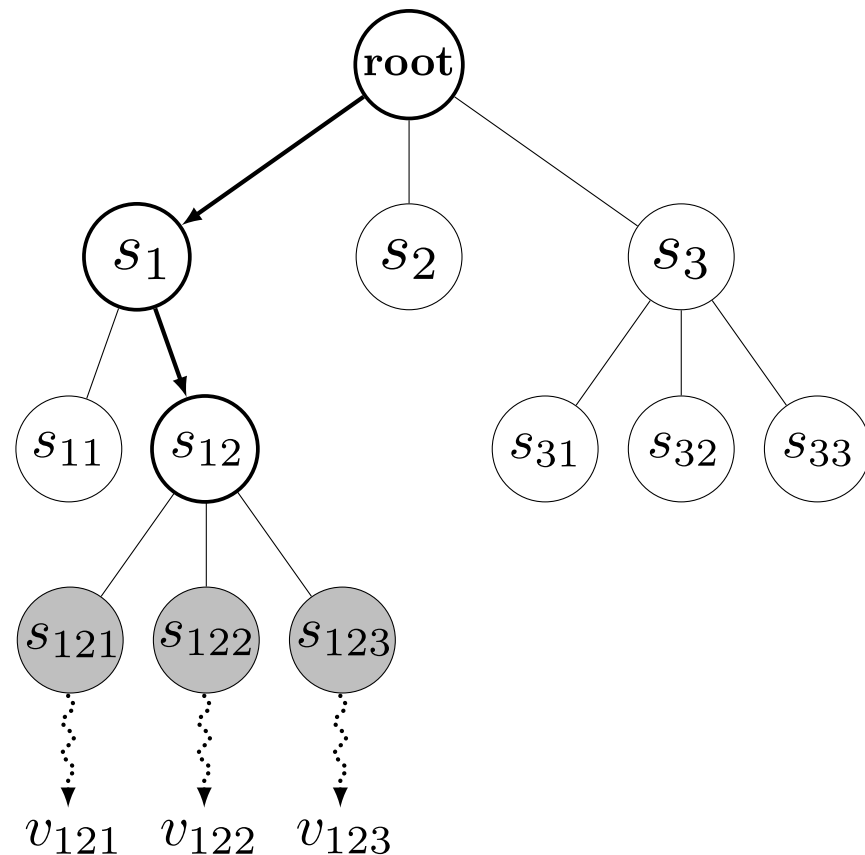 root
s₁ s₂ s₃
s₁₁ s₁₂ s₃₁ s₃₂ s₃₃
s₁₂₁ s₁₂₂ s₁₂₃
v₁₂₁ v₁₂₂ v₁₂₃